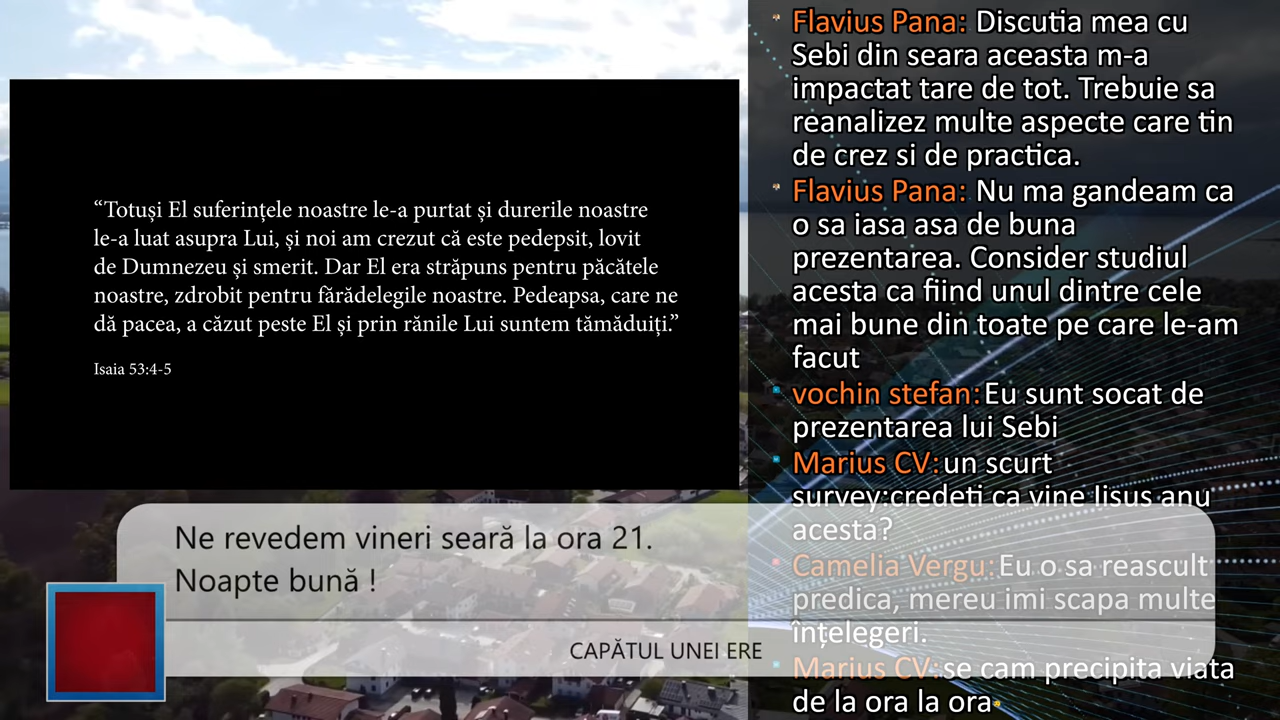 “Totuși El suferințele noastre le-a purtat și durerile noastre
le-a luat asupra Lui, și noi am crezut că este pedepsit, lovit
de Dumnezeu și smerit. Dar El era străpuns pentru păcătele
noastre, zdrobit pentru fărădelegile noastre. Pedeapsa, care ne
dă pacea, a căzut peste El și prin rănile Lui suntem tămăduiți.”
Isaia 53:4-5
Flavius Pana: Discutia mea cu
Sebi din seara aceasta m-a
impactat tare de tot. Trebuie sa
reanalizez multe aspecte care tin
de crez si de practica.
Flavius Pana: Nu ma gandeam ca
o sa iasa asa de buna
prezentarea. Consider studiul
acesta ca fiind unul dintre cele
mai bune din toate pe care le-am
facut
vochin stefan: Eu sunt socat de
prezentarea lui Sebi
Marius CV: un scurt
survey:credeti ca vine Iisus anu
acesta?
Camelia Vergu: Eu o sa reascult
predica, mereu imi scapa multe
înțelegeri.
Marius CV: se cam precipita viata
de la ora la ora
Ne revedem vineri seară la ora 21.
Noapte bună !
CAPĂTUL UNEI ERE